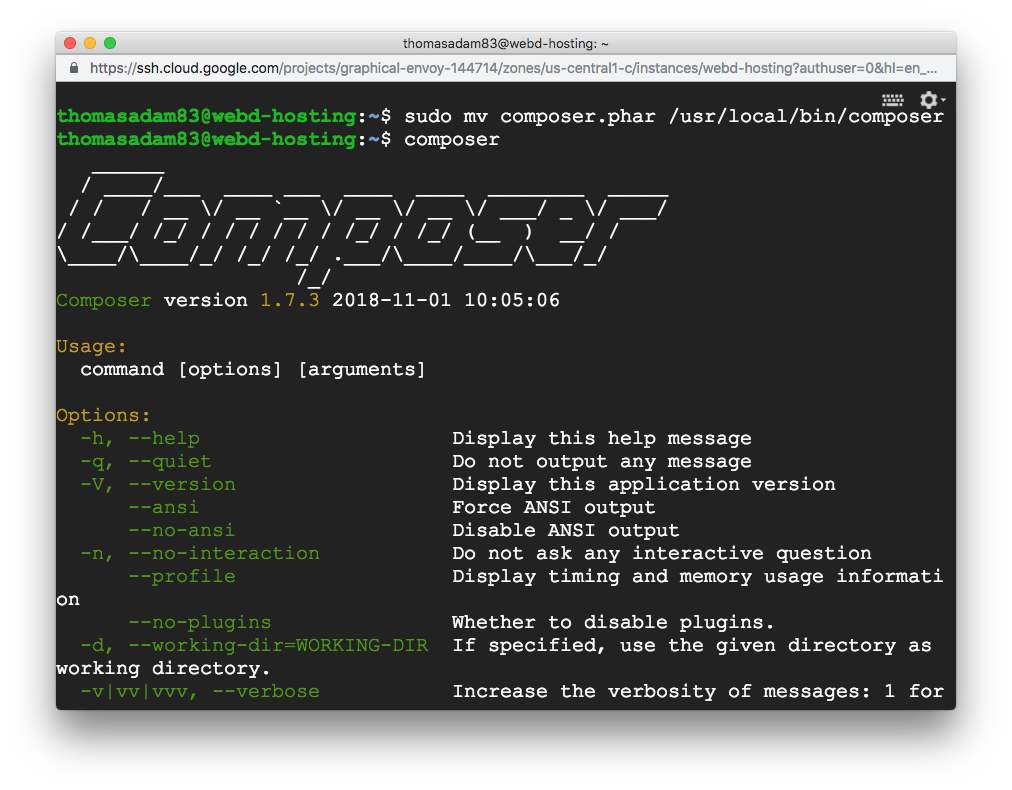 thomasadam83@webd-hosting: ~
https://ssh.cloud.google.com/projects/graphical-envoy-144714/zones/us-central1-c/instances/webd-hosting?authuser=0&hl=en_...
thomasadam83@webd-hosting:~$ sudo mv composer.phar /usr/local/bin/composer
thomasadam83@webd-hosting:~$ composer
Composer
Composer version 1.7.3 2018-11-01 10:05:06
Usage:
command [options] [arguments]
Options:
-h, --help Display this help message
-q, --quiet Do not output any message
-V, --version Display this application version
--ansi Force ANSI output
--no-ansi Disable ANSI output
-n, --no-interaction Do not ask any interactive question
--profile Display timing and memory usage informati
on
--no-plugins Whether to disable plugins.
-d, --working-dir=WORKING-DIR If specified, use the given directory as
working directory.
-v|vv|vvv, --verbose Increase the verbosity of messages: 1 for